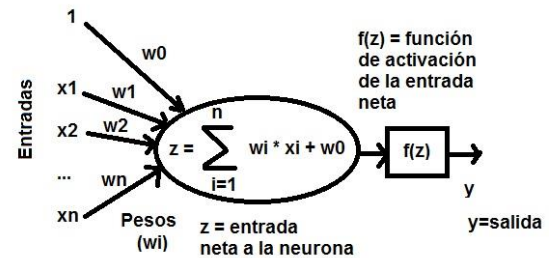 1
w0
f(z) = función
de activación
de la entrada
neta
Entradas
x1
w1
x2
w2
...
wn
xn
n
z = ∑ wi * xi + w0
i=1
f(z)
y
y=salida
Pesos
(wi)
z = entrada
neta a la neurona